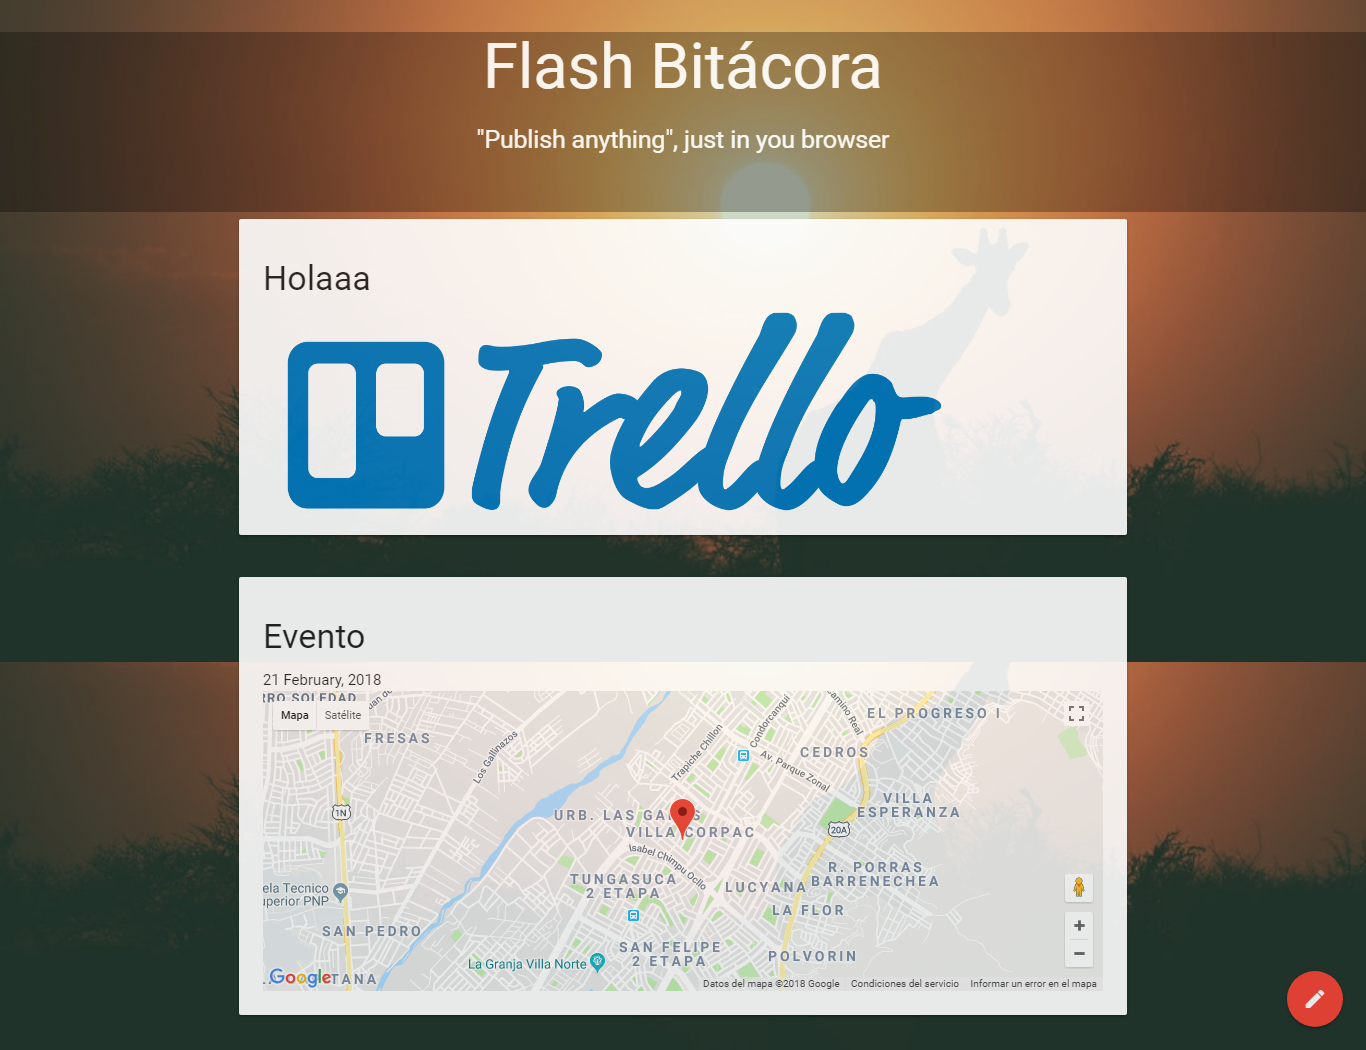 Flash Bitácora
"Publish anything", just in you browser
Holaaa
Trello
Evento
21 February, 2018
RRO SOLEDAD
Mapa
Satélite
FRESAS
Los Gallinazos
Trapiche Chillon
Condorcanqui
Camino Real
EL PROGRESO I
CEDROS
Av. Parque Zonal
1N
URB. LAS GA
VILLA CORPAC
VILLA
ESPERANZA
20A
Isabel Chimpu Ocllo
TUNGASUCA
2 ETAPA
LUCYANA
R. PORRAS
BARRENECHEA
ela Tecnico
uperior PNP
LA FLOR
SAN PEDRO
SAN FELIPE
2 ETAPA
POLVORIN
La Granja Villa Norte
Google
TANA
Datos del mapa ©2018 Google
Condiciones del servicio
Informar un error en el mapa